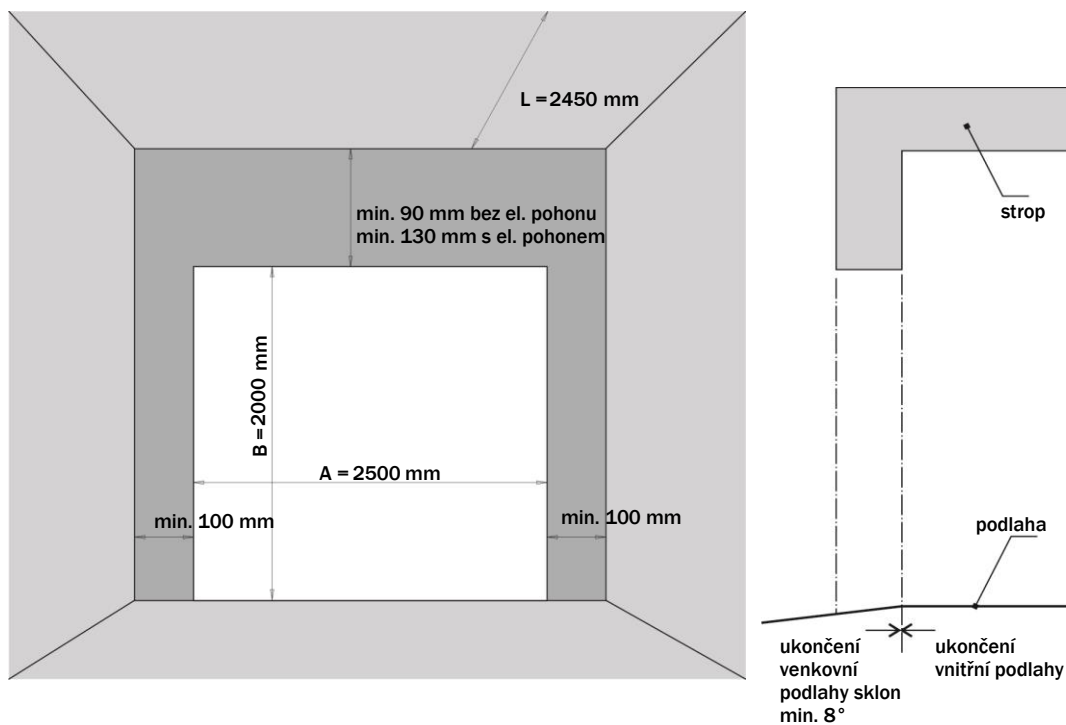 L = 2450 mm
min. 90 mm bez el. pohonu
min. 130 mm s el. pohonem
B = 2000 mm
A = 2500 mm
min. 100 mm
min. 100 mm
strop
podlaha
ukončení
venkovní
podlahy sklon
min. 8°
ukončení
vnitřní podlahy